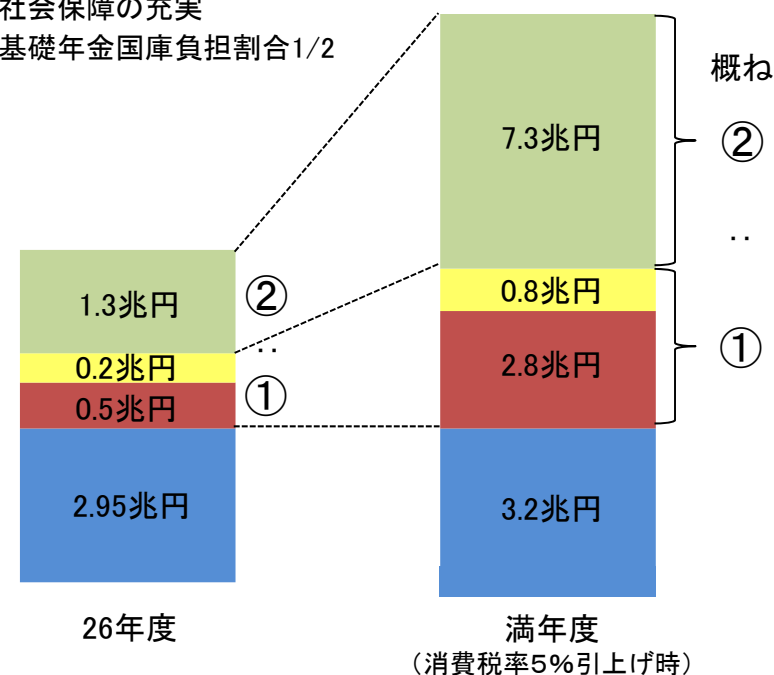 社会保障の充実
基礎年金国庫負担割合1/2
概ね
7.3兆円
②
‥
1.3兆円
②
0.8兆円
‥
0.2兆円
2.8兆円
①
0.5兆円
①
2.95兆円
3.2兆円
26年度
満年度
（消費税率5%引上げ時）